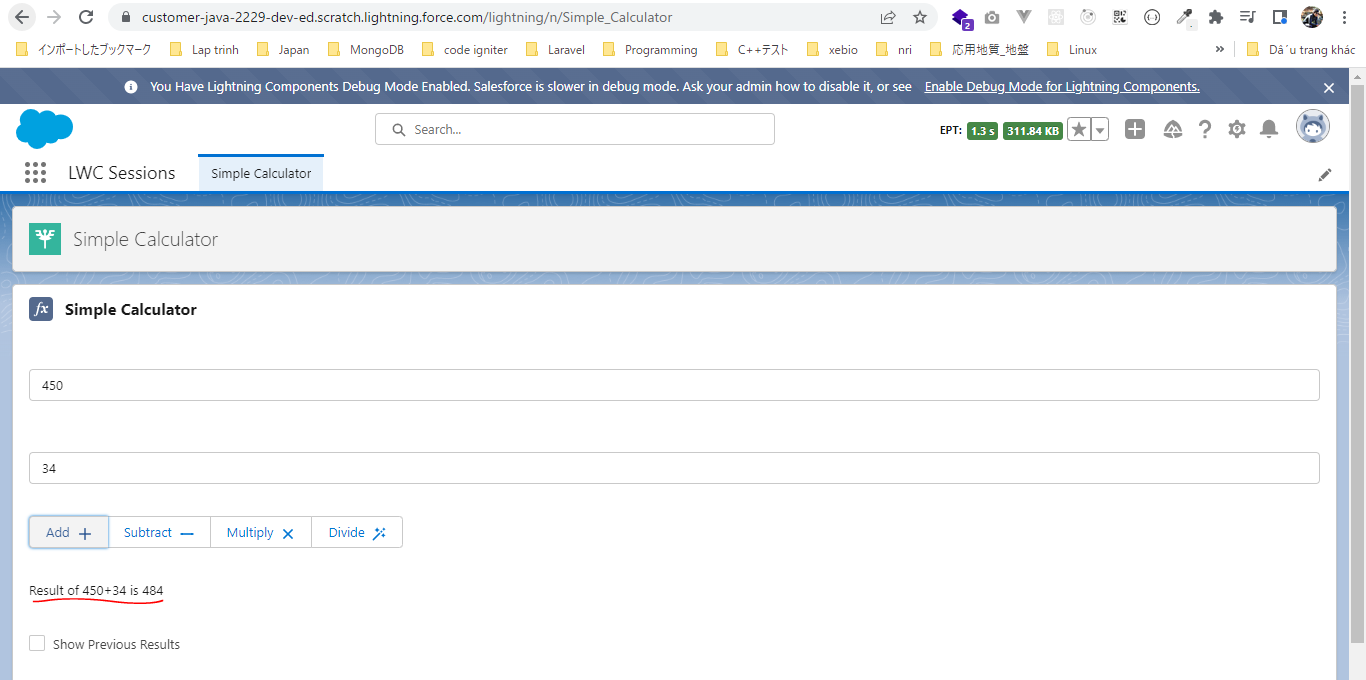 customer-java-2229-dev-ed.scratch.lightning.force.com/lightning/n/Simple_Calculator
2
インポートしたブックマーク Lap trinh Japan MongoDB code igniter Laravel Programming C++テスト xebio nri 応用地質_地盤 Linux » Dấu trang khác
You Have Lightning Components Debug Mode Enabled. Salesforce is slower in debug mode. Ask your admin how to disable it, or see Enable Debug Mode for Lightning Components.
Search... EPT: 1.3 s 311.84 KB
LWC Sessions Simple Calculator
Simple Calculator
fx Simple Calculator
450
34
Add Subtract Multiply Divide
Result of 450+34 is 484
Show Previous Results